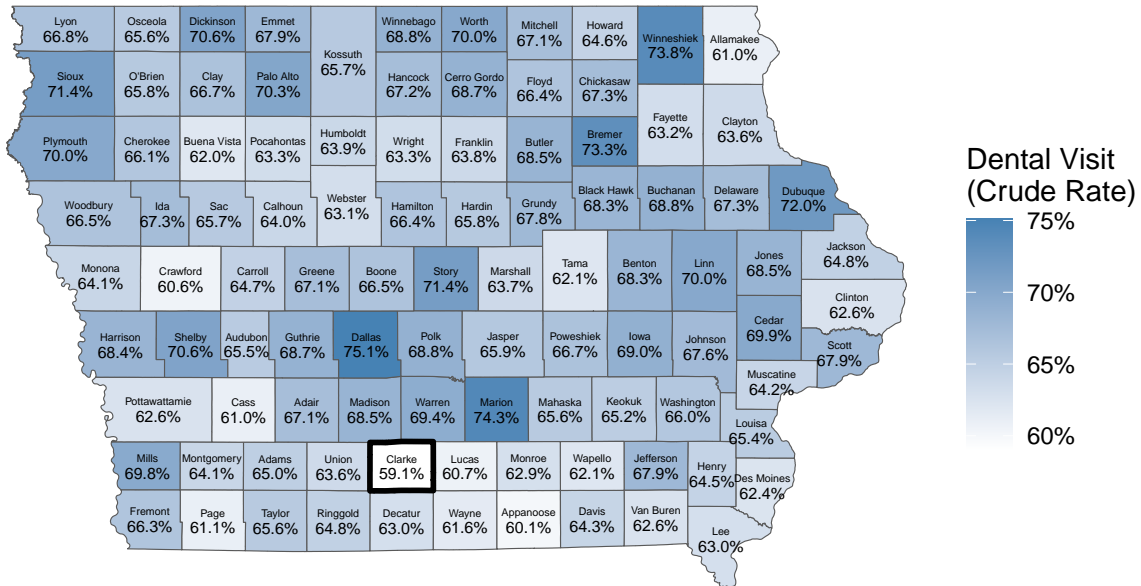 Lyon
66.8%
Osceola
65.6%
Dickinson
70.6%
Emmet
67.9%
Winnebago
68.8%
Worth
70.0%
Mitchell
67.1%
Howard
64.6%
Winneshiek
73.8%
Allamakee
61.0%
Kossuth
65.7%
Sioux
71.4%
O'Brien
65.8%
Clay
66.7%
Palo Alto
70.3%
Hancock
67.2%
Cerro Gordo
68.7%
Floyd
66.4%
Chickasaw
67.3%
Fayette
63.2%
Clayton
63.6%
Plymouth
70.0%
Cherokee
66.1%
Buena Vista
62.0%
Pocahontas
63.3%
Humboldt
63.9%
Wright
63.3%
Franklin
63.8%
Butler
68.5%
Bremer
73.3%
Woodbury
66.5%
Ida
67.3%
Sac
65.7%
Calhoun
64.0%
Webster
63.1%
Hamilton
66.4%
Hardin
65.8%
Grundy
67.8%
Black Hawk
68.3%
Buchanan
68.8%
Delaware
67.3%
Dubuque
72.0%
Monona
64.1%
Crawford
60.6%
Carroll
64.7%
Greene
67.1%
Boone
66.5%
Story
71.4%
Marshall
63.7%
Tama
62.1%
Benton
68.3%
Linn
70.0%
Jones
68.5%
Jackson
64.8%
Clinton
62.6%
Harrison
68.4%
Shelby
70.6%
Audubon
65.5%
Guthrie
68.7%
Dallas
75.1%
Polk
68.8%
Jasper
65.9%
Poweshiek
66.7%
Iowa
69.0%
Johnson
67.6%
Cedar
69.9%
Scott
67.9%
Muscatine
64.2%
Pottawattamie
62.6%
Cass
61.0%
Adair
67.1%
Madison
68.5%
Warren
69.4%
Marion
74.3%
Mahaska
65.6%
Keokuk
65.2%
Washington
66.0%
Louisa
65.4%
Mills
69.8%
Montgomery
64.1%
Adams
65.0%
Union
63.6%
Clarke
59.1%
Lucas
60.7%
Monroe
62.9%
Wapello
62.1%
Jefferson
67.9%
Henry
64.5%
Des Moines
62.4%
Fremont
66.3%
Page
61.1%
Taylor
65.6%
Ringgold
64.8%
Decatur
63.0%
Wayne
61.6%
Appanoose
60.1%
Davis
64.3%
Van Buren
62.6%
Lee
63.0%
Dental Visit
(Crude Rate)
75%
70%
65%
60%